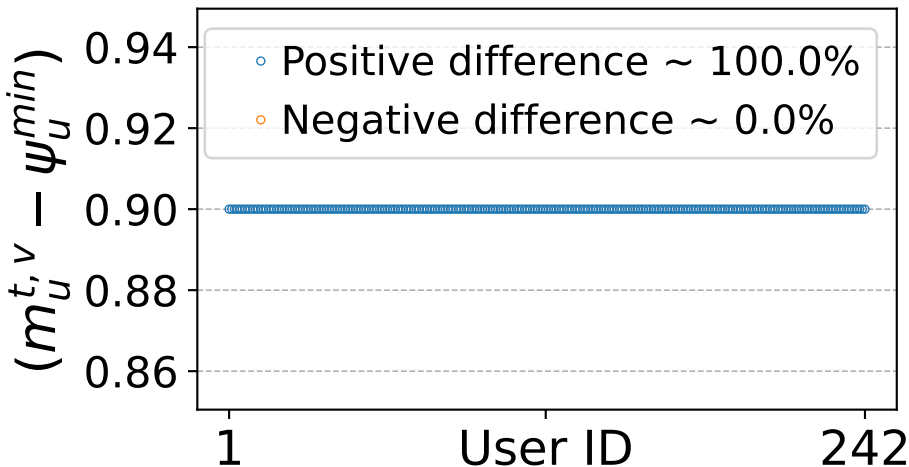 (m_u^{t, v} − ψ_u^{min})
0.94
0.92
0.90
0.88
0.86
Positive difference ~ 100.0%
Negative difference ~ 0.0%
1 User ID 242